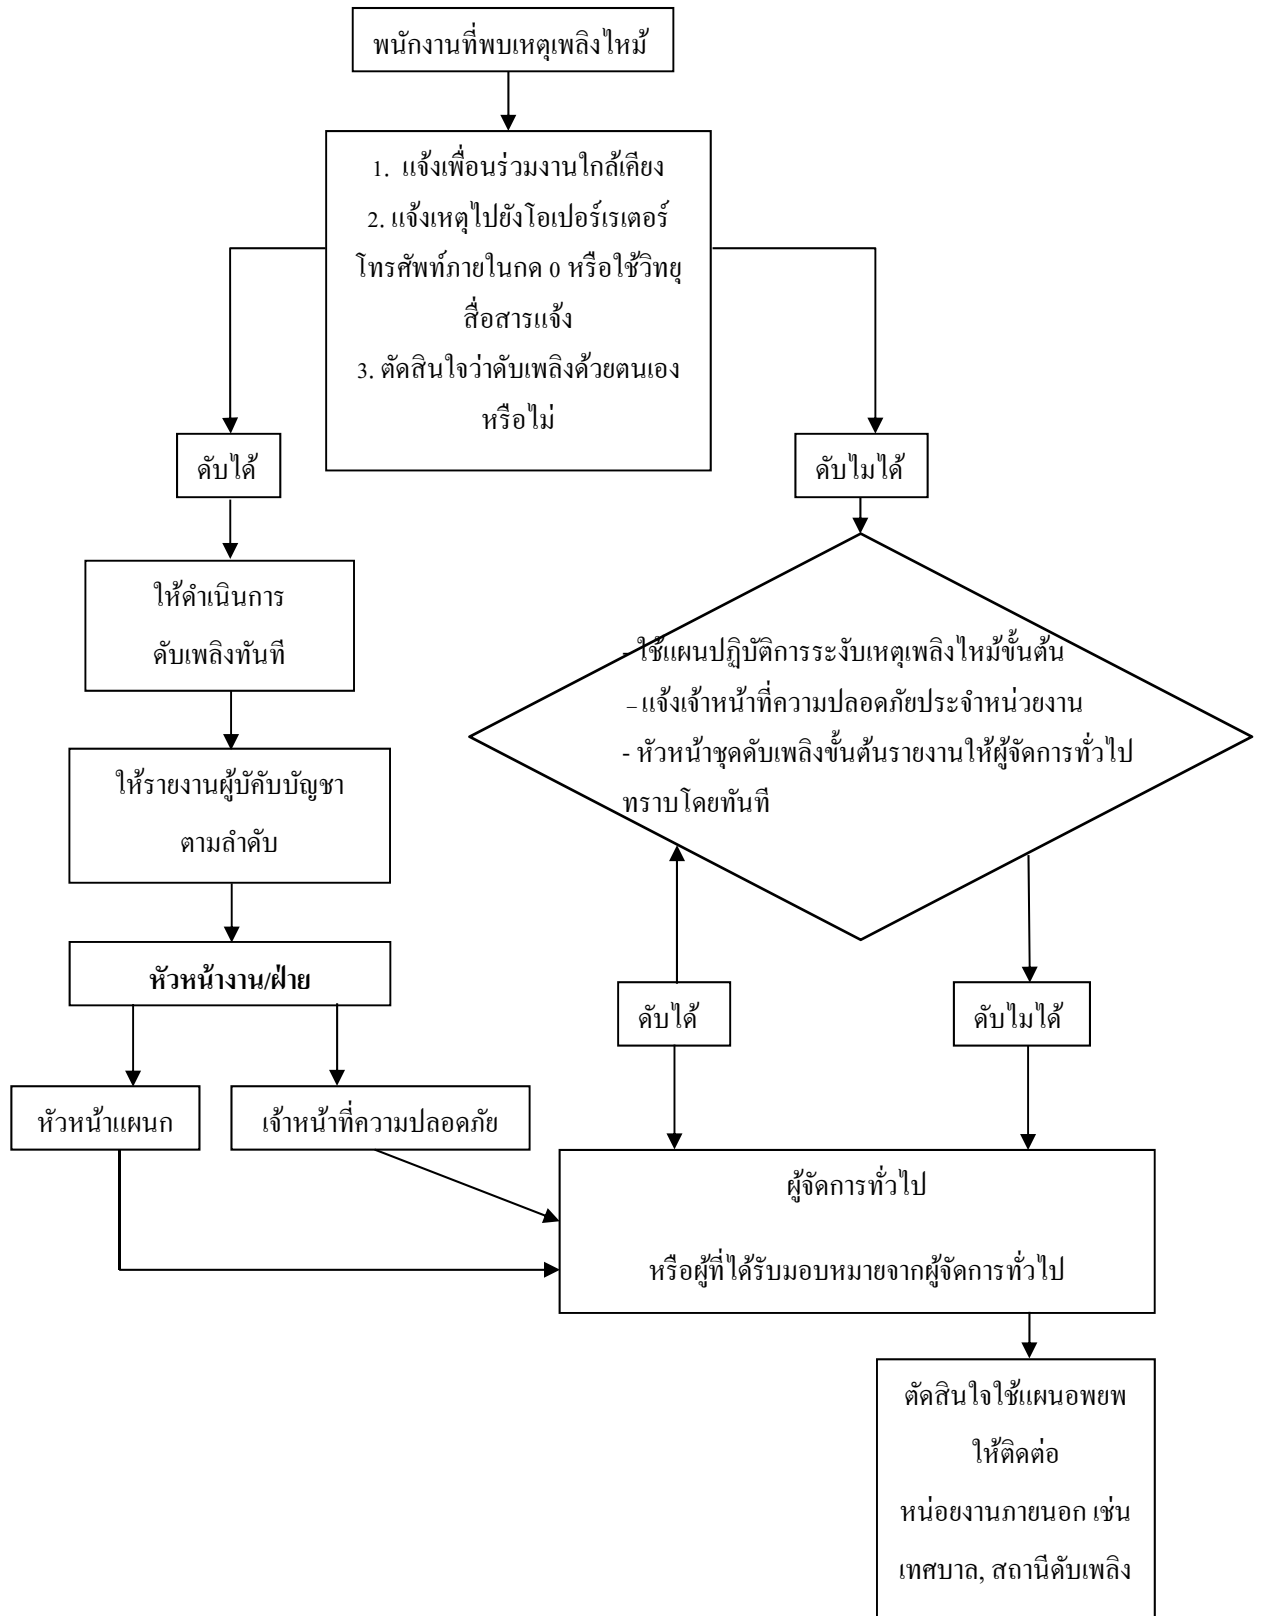 พนักงานที่พบเหตุเพลิงไหม้
1. แจ้งเพื่อนร่วมงานใกล้เคียง
2. แจ้งเหตุไปยังโอเปอร์เรเตอร์
โทรศัพท์ภายในกด 0 หรือใช้วิทยุ
สื่อสารแจ้ง
3. ตัดสินใจว่าดับเพลิงด้วยตนเอง
หรือไม่
ดับได้
ดับไมได้
ให้ดำเนินการ
ดับเพลิงทันที
- ใช้แผนปฏิบัติการระงับเหตุเพลิงไหม้ขั้นต้น
– แจ้งเจ้าหน้าที่ความปลอดภัยประจำหน่วยงาน
- หัวหน้าชุดดับเพลิงขั้นต้นรายงานให้ผู้จัดการทั่วไป
ทราบโดยทันที
ให้รายงานผู้บัคับบัญชา
ตามลำดับ
หัวหน้างาน/ฝ่าย
ดับได้
ดับไมได้
หัวหน้าแผนก
เจ้าหน้าที่ความปลอดภัย
ผู้จัดการทั่วไป
หรือผู้ที่ได้รับมอบหมายจากผู้จัดการทั่วไป
ตัดสินใจใช้แผนอพยพ
ให้ติดต่อ
หน่อยงานภายนอก เช่น
เทศบาล, สถานีดับเพลิง